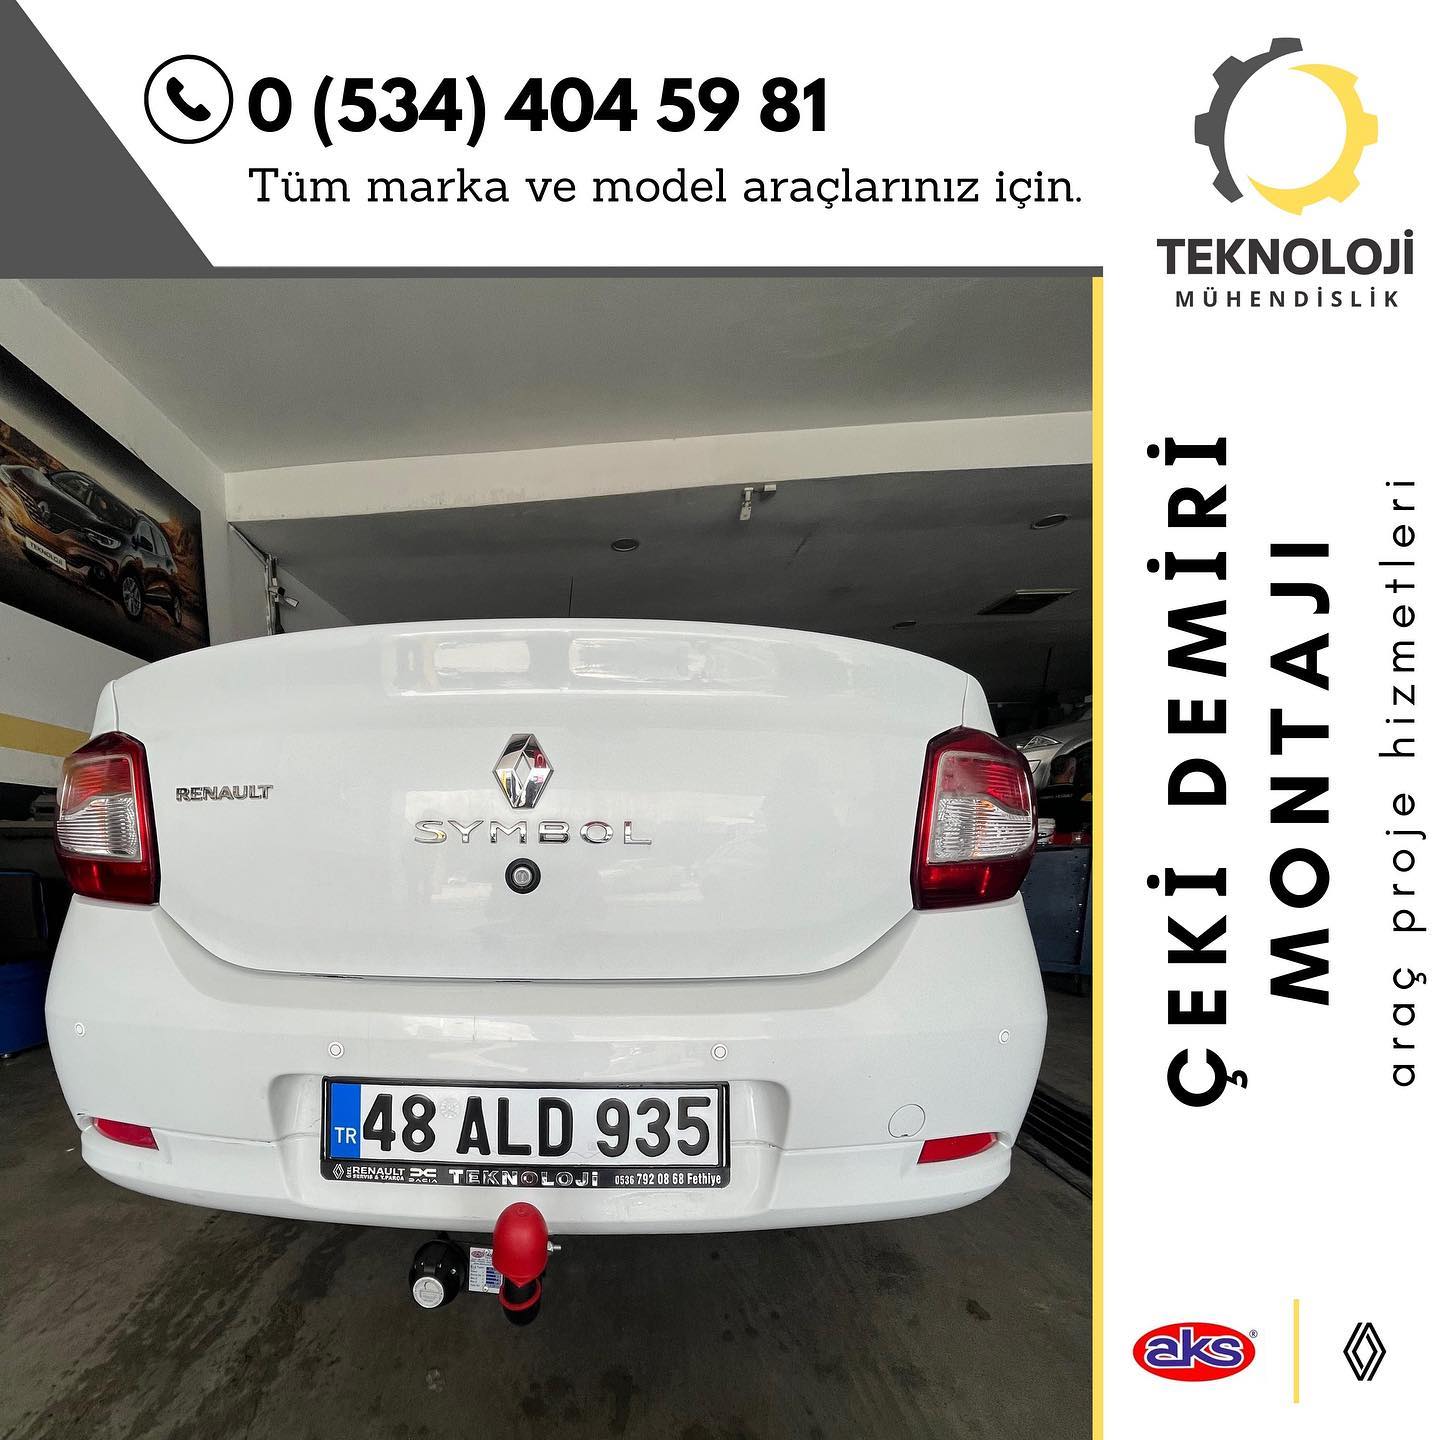 0 (534) 404 59 81
Tüm marka ve model araçlarınız için.
TEKNOLOJİ
MÜHENDİSLİK
ÇEKİ DEMİRİ
MONTAJI
araç proje hizmetleri
TEKNOLOJİ
RENAULT
SYMBOL
TR 48 ALD 935
RENAULT
SERVİS & Y.PARÇA
DACIA
TEKNOLOJİ
0536 792 08 68 Fethiye
aks®